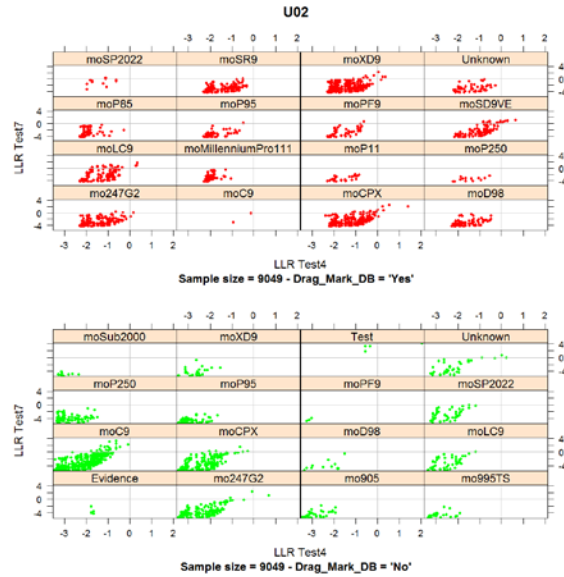 U02
-3 -2 -1 0 1 2 -3 -2 -1 0 1 2
moSP2022 moSR9 moXD9 Unknown
4
0
-4
moP85 moP95 moPF9 moSD9VE
4
0
-4
moLC9 moMillenniumPro111 moP11 moP250
4
0
-4
mo247G2 moC9 moCPX moD98
4
0
-4
LLR Test7
-3 -2 -1 0 1 2 -3 -2 -1 0 1 2
LLR Test4
Sample size = 9049 - Drag_Mark_DB = 'Yes'
-3 -2 -1 0 1 2 -3 -2 -1 0 1 2
moSub2000 moXD9 Test Unknown
4
0
-4
moP250 moP95 moPF9 moSP2022
4
0
-4
moC9 moCPX moD98 moLC9
4
0
-4
Evidence mo247G2 mo905 mo995TS
4
0
-4
LLR Test7
-3 -2 -1 0 1 2 -3 -2 -1 0 1 2
LLR Test4
Sample size = 9049 - Drag_Mark_DB = 'No'